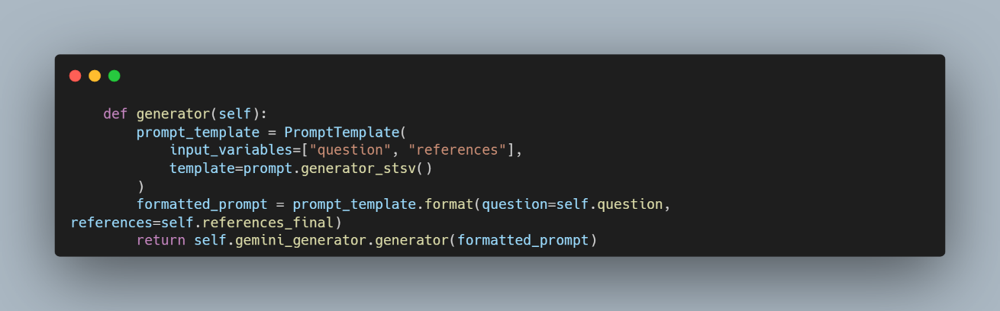 def generator(self):
        prompt_template = PromptTemplate(
            input_variables=["question", "references"],
            template=prompt.generator_stsv()
        )
        formatted_prompt = prompt_template.format(question=self.question,
references=self.references_final)
        return self.gemini_generator.generator(formatted_prompt)